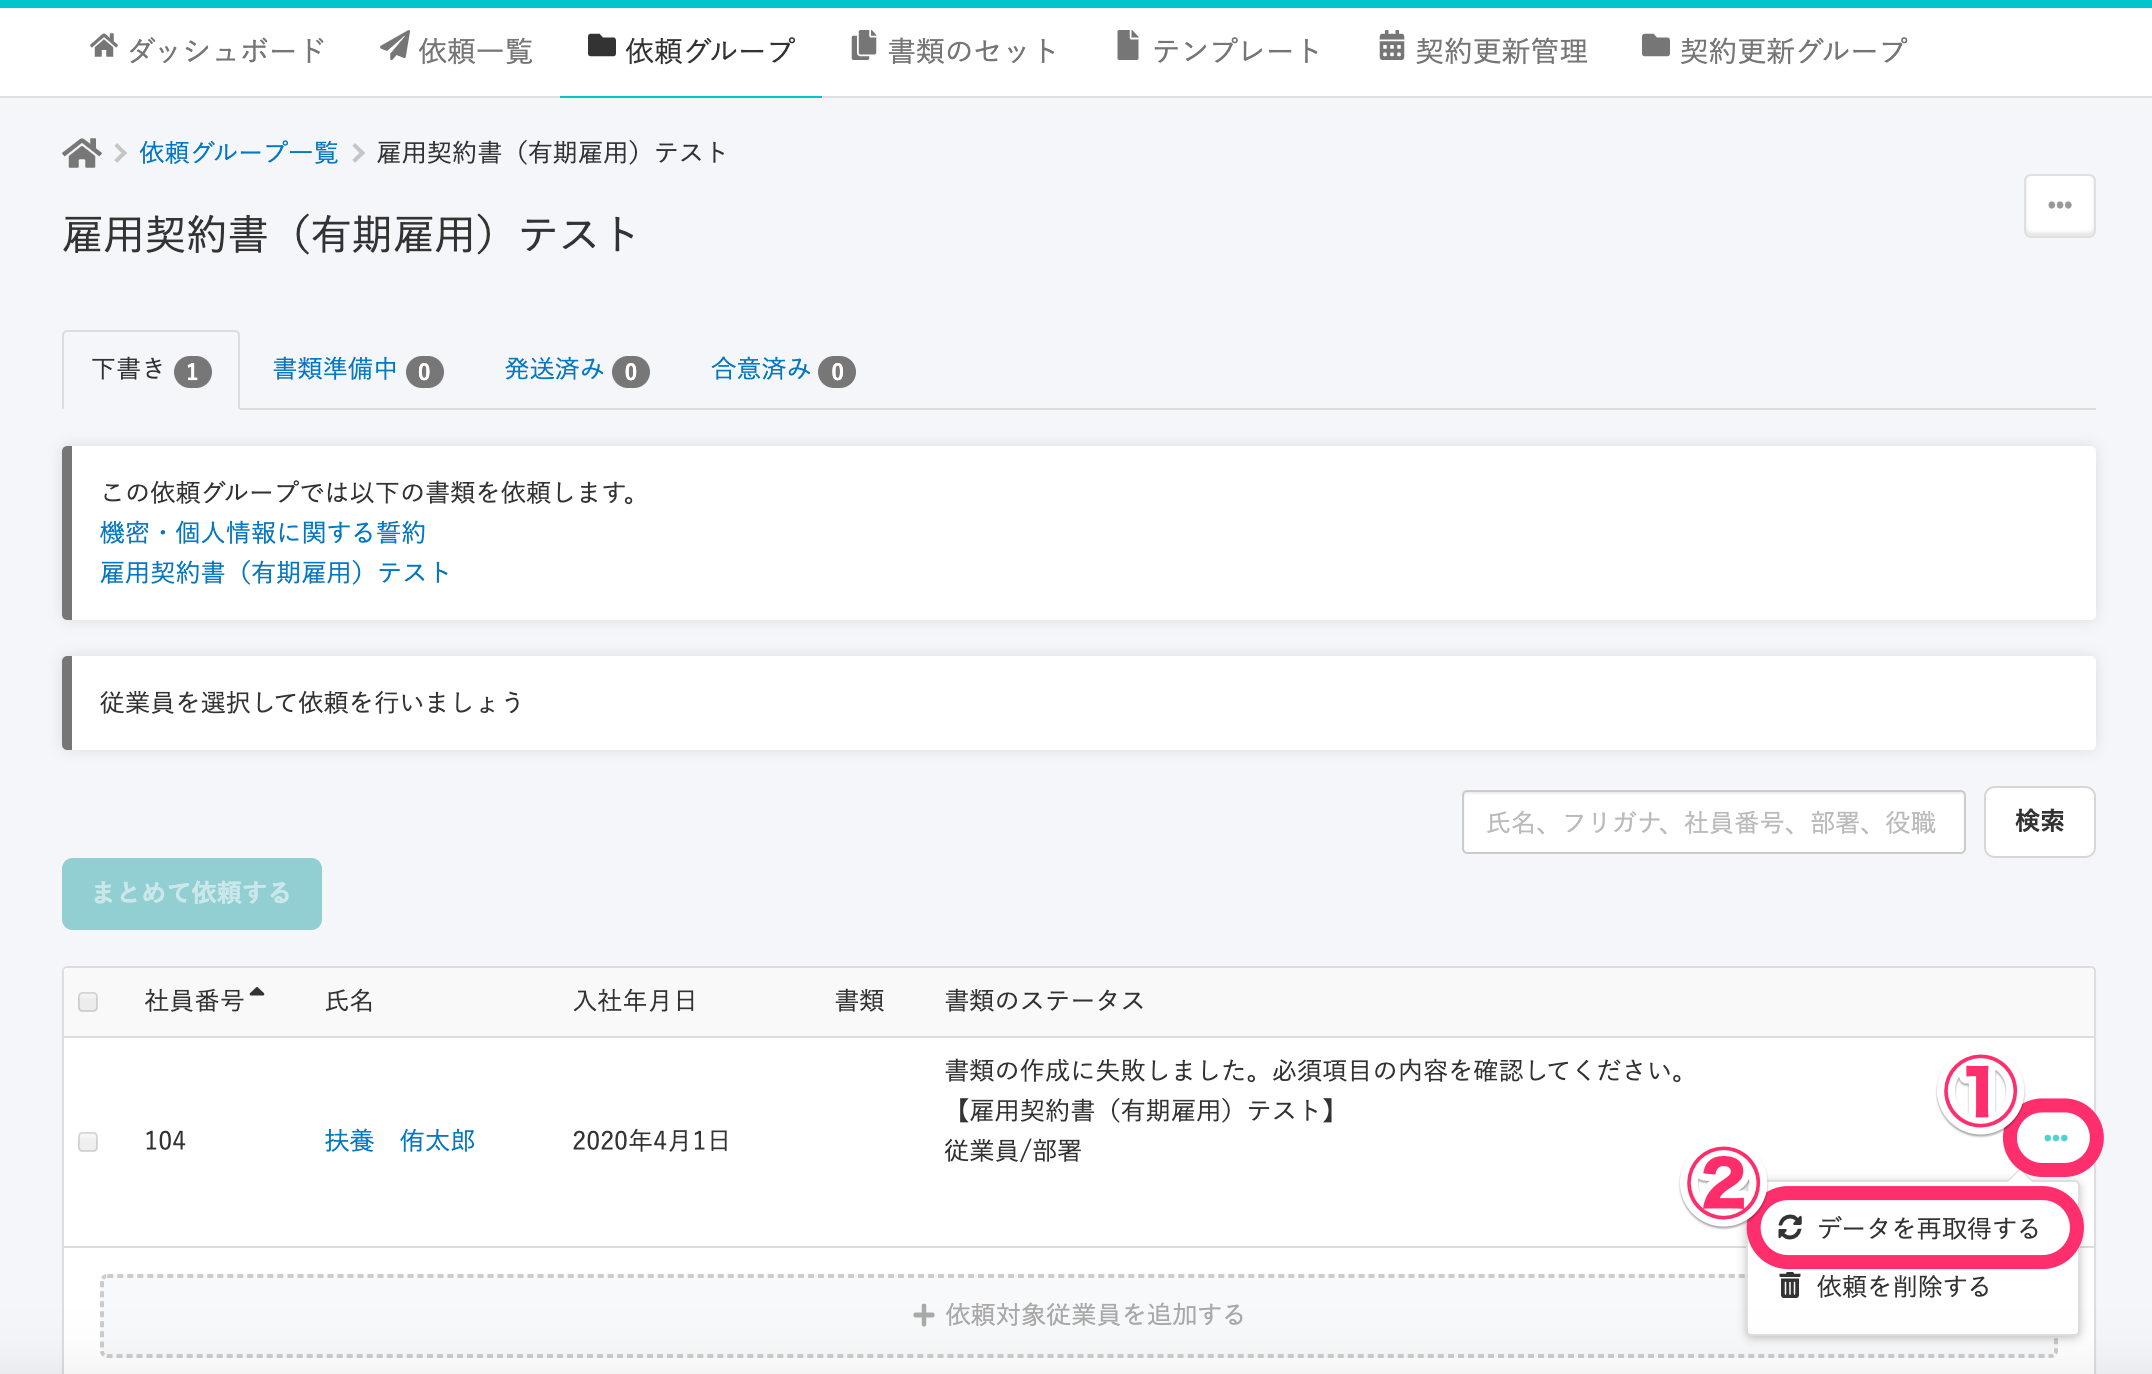 ダッシュボード 依頼一覧 依頼グループ 書類のセット テンプレート 契約更新管理 契約更新グループ
依頼グループ一覧 雇用契約書（有期雇用）テスト
雇用契約書（有期雇用）テスト
下書き 1 書類準備中 0 発送済み 0 合意済み 0
この依頼グループでは以下の書類を依頼します。
機密・個人情報に関する誓約
雇用契約書（有期雇用）テスト
従業員を選択して依頼を行いましょう
氏名、フリガナ、社員番号、部署、役職 検索
まとめて依頼する
社員番号 氏名 入社年月日 書類 書類のステータス
書類の作成に失敗しました。必須項目の内容を確認してください。
【雇用契約書（有期雇用）テスト】
104 扶養 侑太郎 2020年4月1日 従業員/部署
①
②
データを再取得する
依頼を削除する
依頼対象従業員を追加する